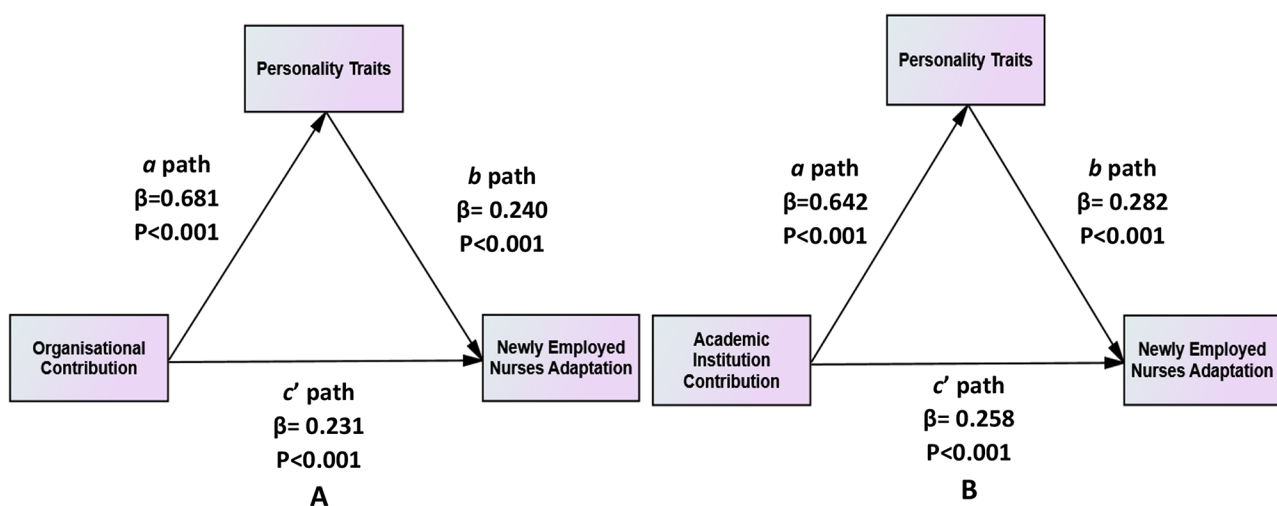 Personality Traits
a path
β=0.681
P<0.001
b path
β= 0.240
P<0.001
Organisational
Contribution
Newly Employed
Nurses Adaptation
c' path
β= 0.231
P<0.001
A
Personality Traits
a path
β=0.642
P<0.001
b path
β= 0.282
P<0.001
Academic
Institution
Contribution
Newly Employed
Nurses Adaptation
c' path
β= 0.258
P<0.001
B